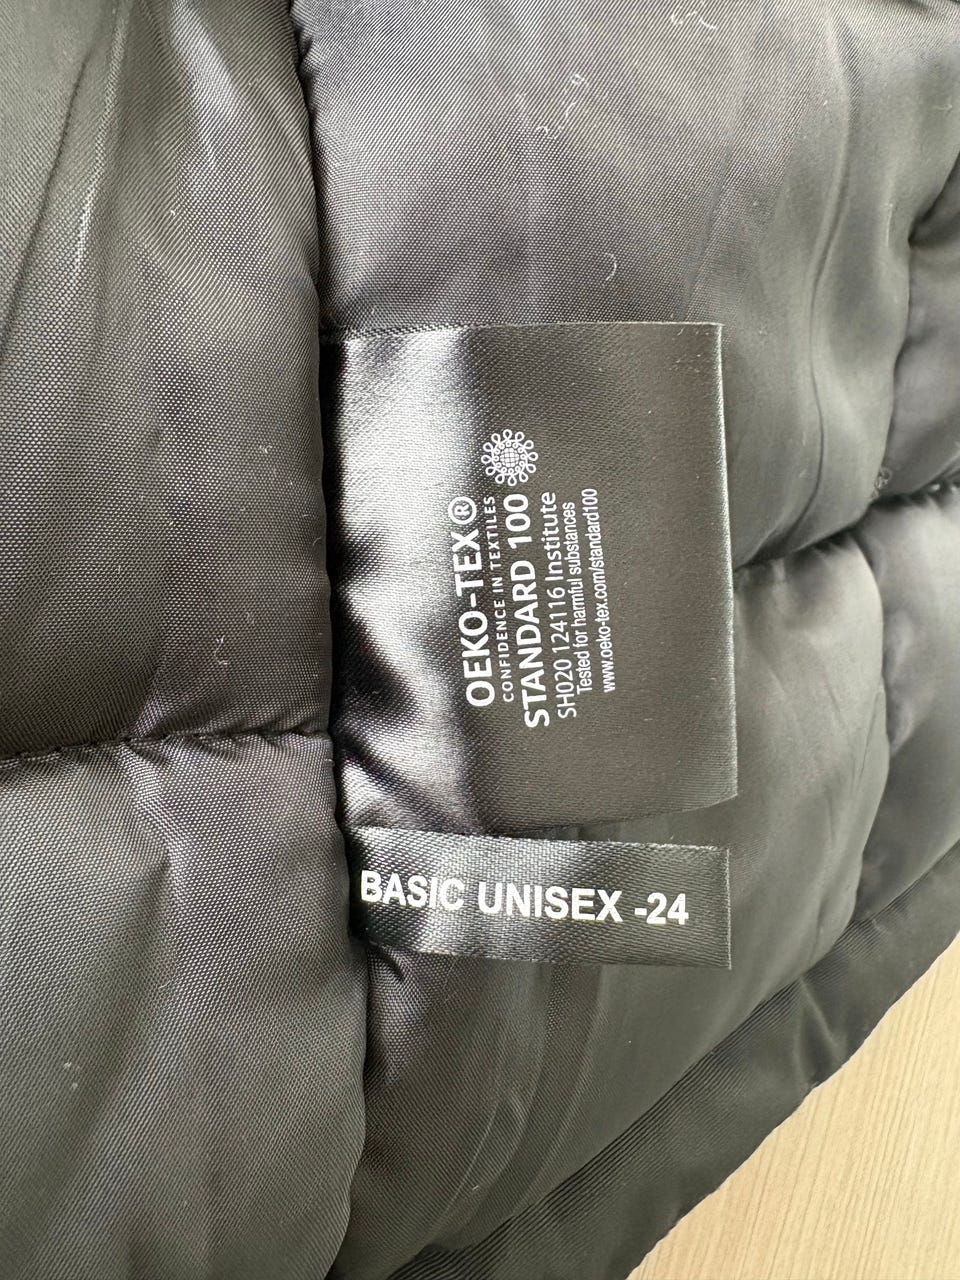 OEKO-TEX®
CONFIDENCE IN TEXTILES
STANDARD 100
SH020 124116 Institute
Tested for harmful substances
www.oeko-tex.com/standard100
BASIC UNISEX -24